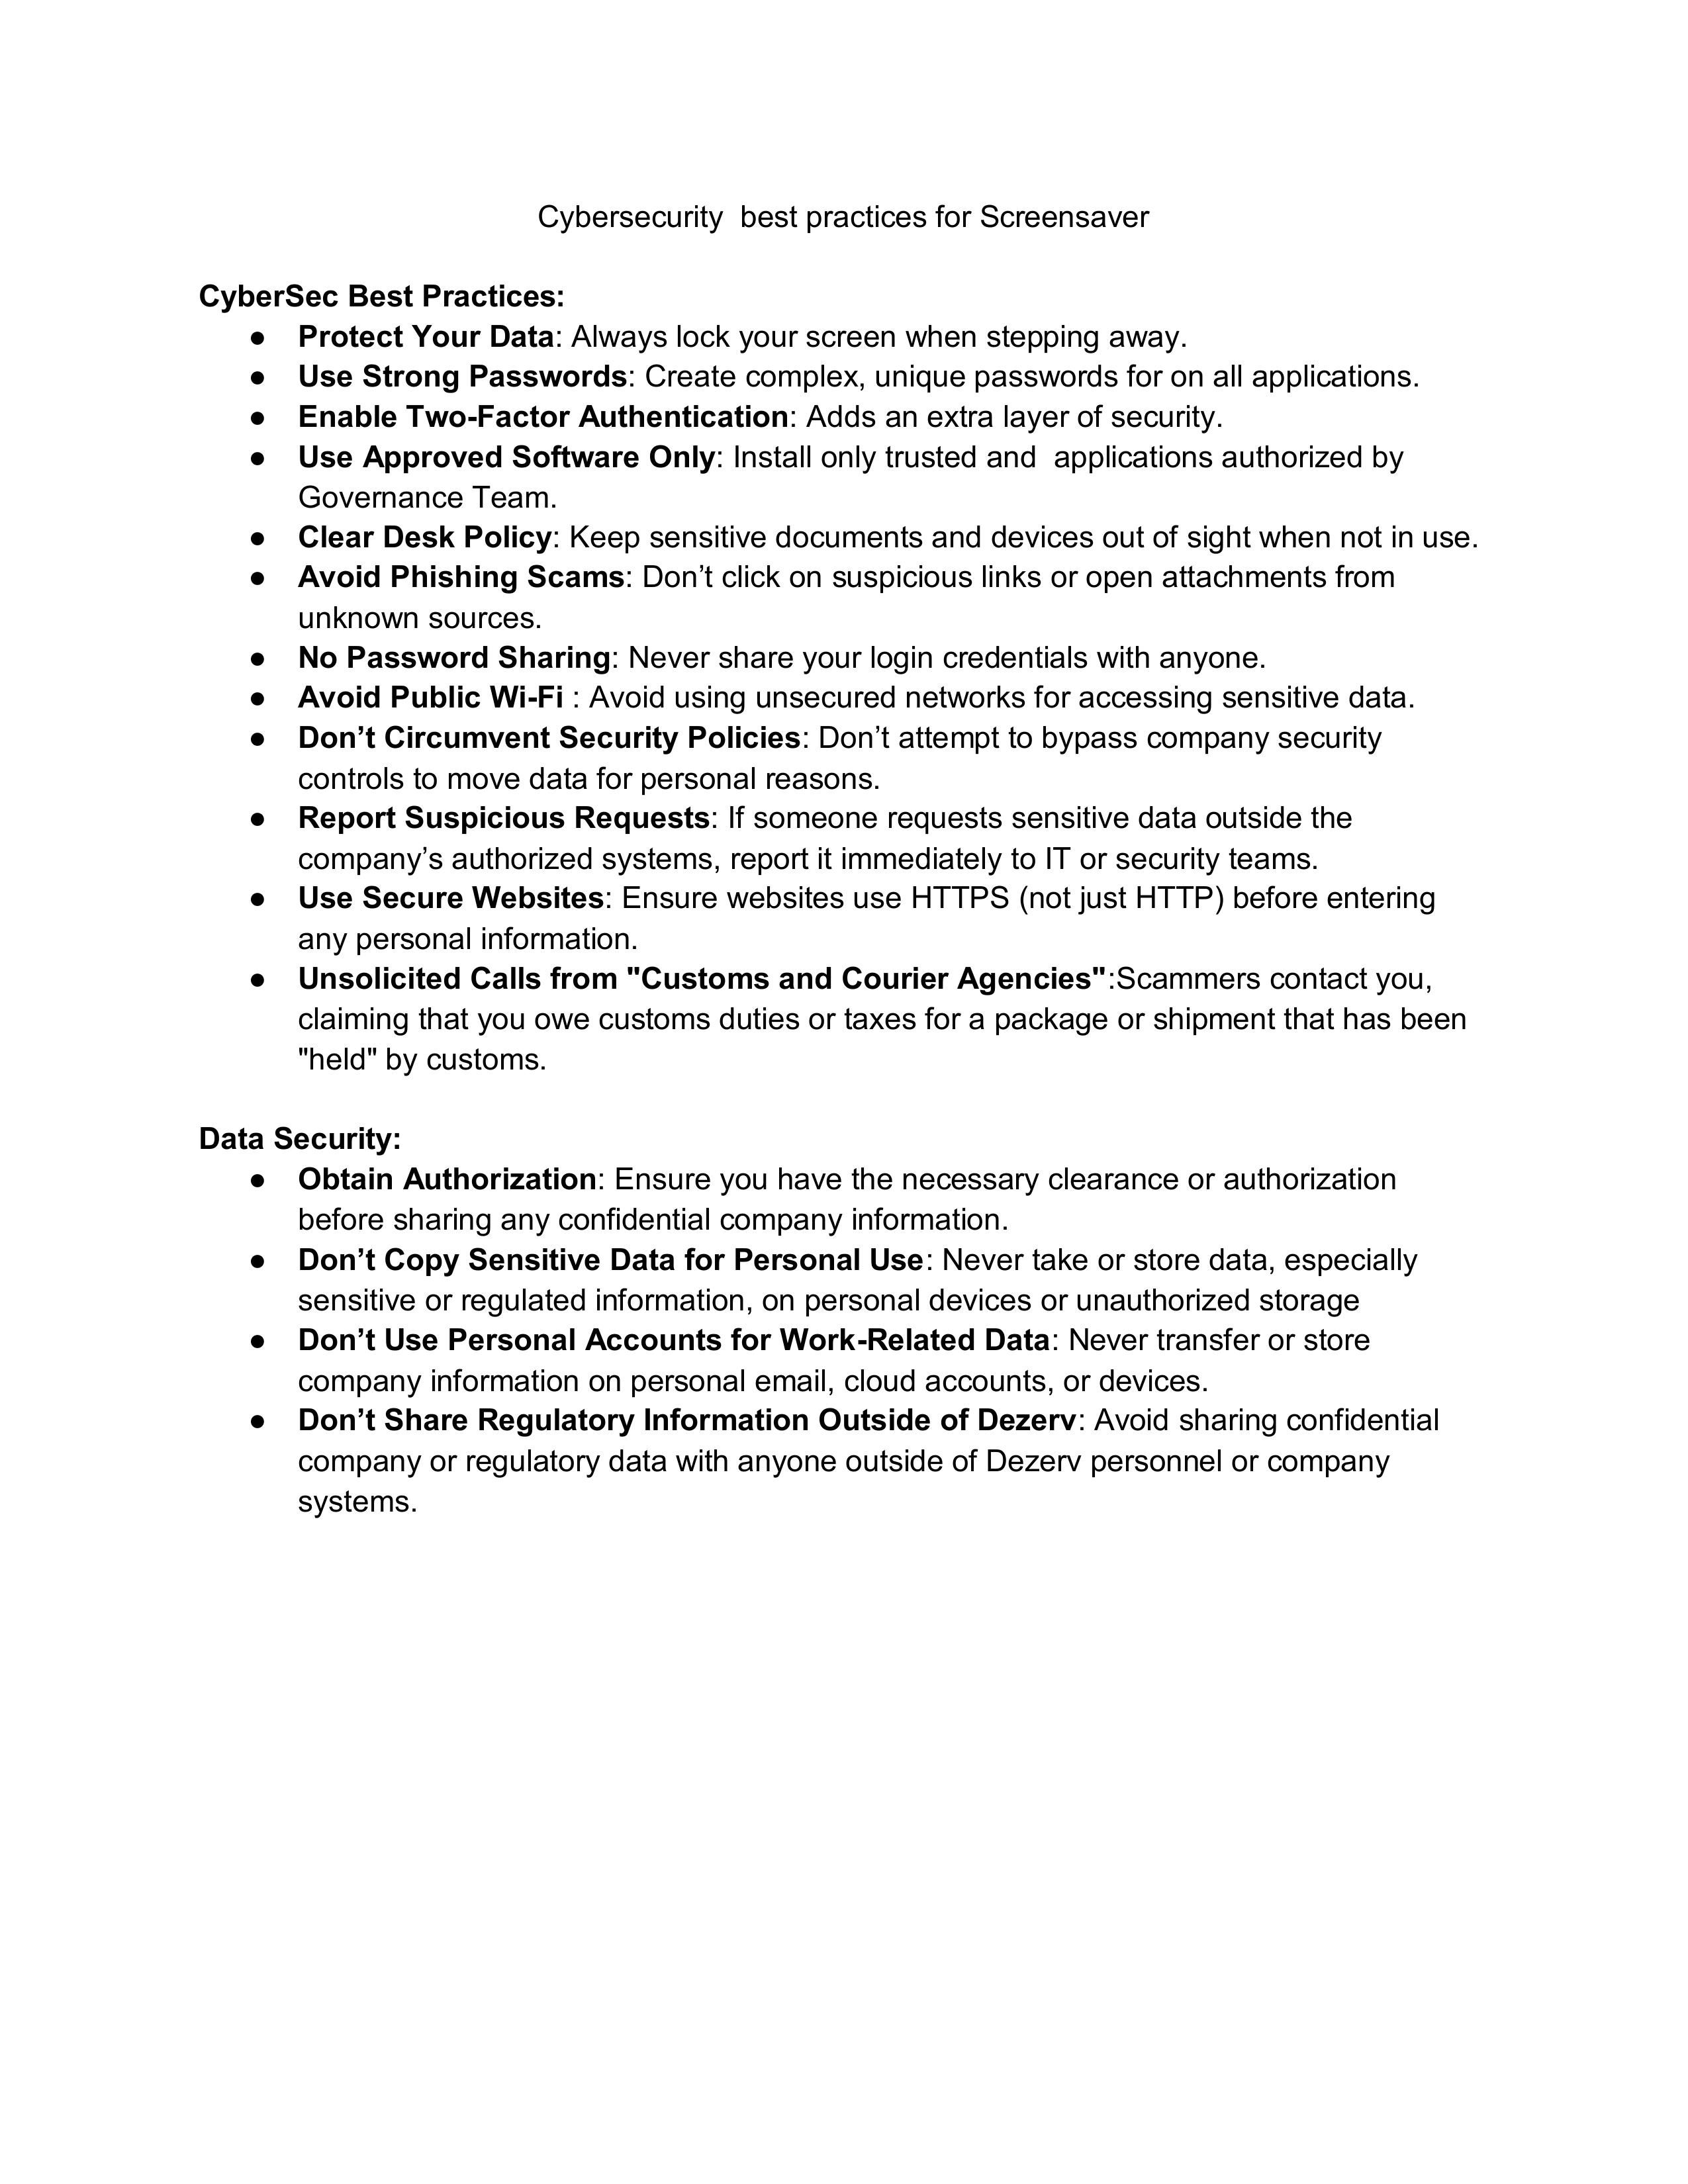 Cybersecurity  best practices for Screensaver
CyberSec Best Practices:
● Protect Your Data: Always lock your screen when stepping away.
● Use Strong Passwords: Create complex, unique passwords for on all applications.
● Enable Two-Factor Authentication: Adds an extra layer of security.
● Use Approved Software Only: Install only trusted and  applications authorized by
Governance Team.
● Clear Desk Policy: Keep sensitive documents and devices out of sight when not in use.
● Avoid Phishing Scams: Don’t click on suspicious links or open attachments from
unknown sources.
● No Password Sharing: Never share your login credentials with anyone.
● Avoid Public Wi-Fi : Avoid using unsecured networks for accessing sensitive data.
● Don’t Circumvent Security Policies: Don’t attempt to bypass company security
controls to move data for personal reasons.
● Report Suspicious Requests: If someone requests sensitive data outside the
company’s authorized systems, report it immediately to IT or security teams.
● Use Secure Websites: Ensure websites use HTTPS (not just HTTP) before entering
any personal information.
● Unsolicited Calls from "Customs and Courier Agencies":Scammers contact you,
claiming that you owe customs duties or taxes for a package or shipment that has been
"held" by customs.
Data Security:
● Obtain Authorization: Ensure you have the necessary clearance or authorization
before sharing any confidential company information.
● Don’t Copy Sensitive Data for Personal Use: Never take or store data, especially
sensitive or regulated information, on personal devices or unauthorized storage
● Don’t Use Personal Accounts for Work-Related Data: Never transfer or store
company information on personal email, cloud accounts, or devices.
● Don’t Share Regulatory Information Outside of Dezerv: Avoid sharing confidential
company or regulatory data with anyone outside of Dezerv personnel or company
systems.